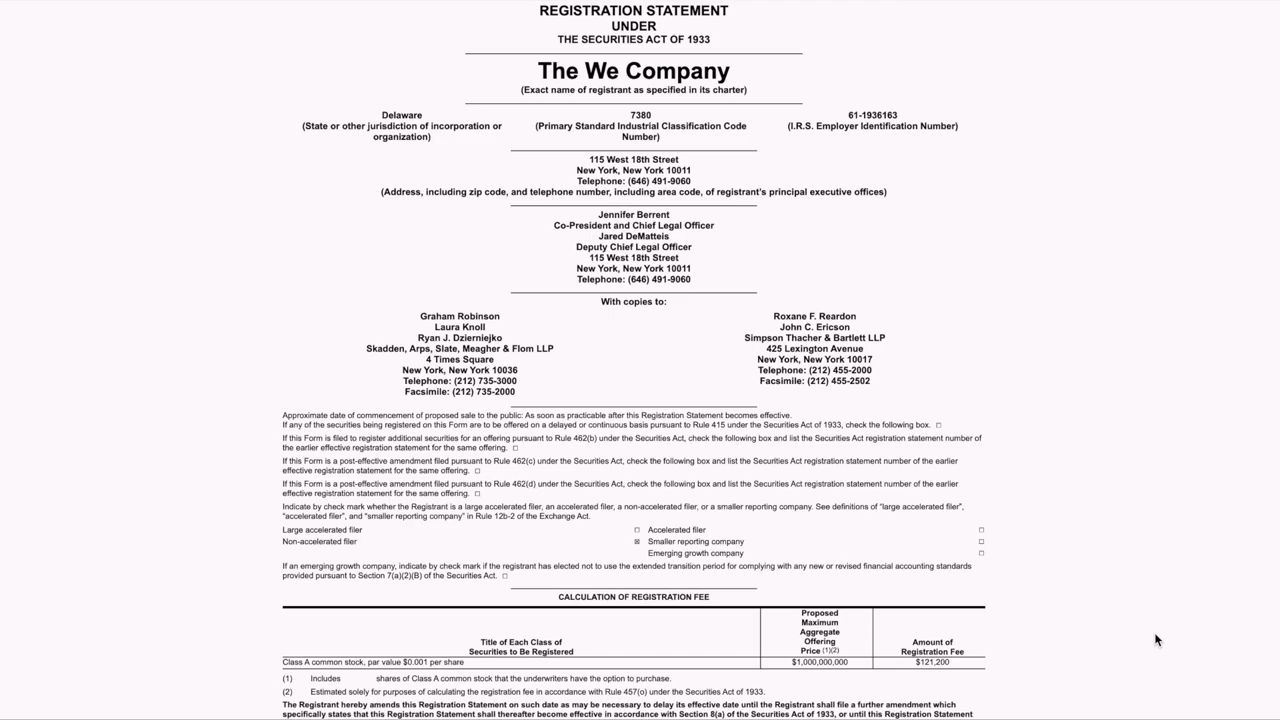 REGISTRATION STATEMENT
UNDER
THE SECURITIES ACT OF 1933
The We Company
(Exact name of registrant as specified in its charter)
Delaware
(State or other jurisdiction of incorporation or
organization)
7380
(Primary Standard Industrial Classification Code
Number)
61-1936163
(I.R.S. Employer Identification Number)
115 West 18th Street
New York, New York 10011
Telephone: (646) 491-9060
(Address, including zip code, and telephone number, including area code, of registrant's principal executive offices)
Jennifer Berrent
Co-President and Chief Legal Officer
Jared DeMatteis
Deputy Chief Legal Officer
115 West 18th Street
New York, New York 10011
Telephone: (646) 491-9060
With copies to:
Graham Robinson
Laura Knoll
Ryan J. Dzierniejko
Skadden, Arps, Slate, Meagher & Flom LLP
4 Times Square
New York, New York 10036
Telephone: (212) 735-3000
Facsimile: (212) 735-2000
Roxane F. Reardon
John C. Ericson
Simpson Thacher & Bartlett LLP
425 Lexington Avenue
New York, New York 10017
Telephone: (212) 455-2000
Facsimile: (212) 455-2502
Approximate date of commencement of proposed sale to the public: As soon as practicable after this Registration Statement becomes effective.
If any of the securities being registered on this Form are to be offered on a delayed or continuous basis pursuant to Rule 415 under the Securities Act of 1933, check the following box. ☐
If this Form is filed to register additional securities for an offering pursuant to Rule 462(b) under the Securities Act, check the following box and list the Securities Act registration statement number of
the earlier effective registration statement for the same offering. ☐
If this Form is a post-effective amendment filed pursuant to Rule 462(c) under the Securities Act, check the following box and list the Securities Act registration statement number of the earlier
effective registration statement for the same offering. ☐
If this Form is a post-effective amendment filed pursuant to Rule 462(d) under the Securities Act, check the following box and list the Securities Act registration statement number of the earlier
effective registration statement for the same offering. ☐
Indicate by check mark whether the Registrant is a large accelerated filer, an accelerated filer, a non-accelerated filer, or a smaller reporting company. See definitions of "large accelerated filer",
"accelerated filer", and "smaller reporting company" in Rule 12b-2 of the Exchange Act.
Large accelerated filer ☐ Accelerated filer ☐
Non-accelerated filer ☒ Smaller reporting company ☐
Emerging growth company ☐
If an emerging growth company, indicate by check mark if the registrant has elected not to use the extended transition period for complying with any new or revised financial accounting standards
provided pursuant to Section 7(a)(2)(B) of the Securities Act. ☐
CALCULATION OF REGISTRATION FEE
Title of Each Class of
Securities to Be Registered
Proposed
Maximum
Aggregate
Offering
Price (1)(2)
Amount of
Registration Fee
Class A common stock, par value $0.001 per share $1,000,000,000 $121,200
(1) Includes shares of Class A common stock that the underwriters have the option to purchase.
(2) Estimated solely for purposes of calculating the registration fee in accordance with Rule 457(o) under the Securities Act of 1933.
The Registrant hereby amends this Registration Statement on such date as may be necessary to delay its effective date until the Registrant shall file a further amendment which
specifically states that this Registration Statement shall thereafter become effective in accordance with Section 8(a) of the Securities Act of 1933, or until this Registration Statement